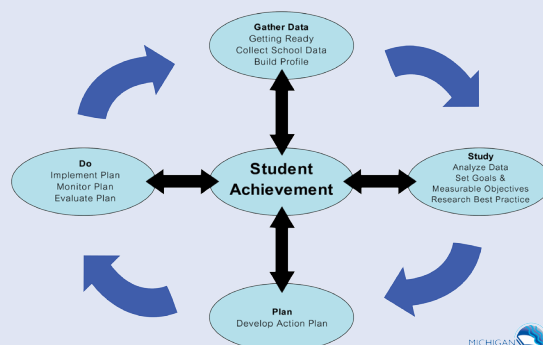 Gather Data
Getting Ready
Collect School Data
Build Profile
Do
Implement Plan
Monitor Plan
Evaluate Plan
Student
Achievement
Study
Analyze Data
Set Goals &
Measurable Objectives
Research Best Practice
Plan
Develop Action Plan
MICHIGAN